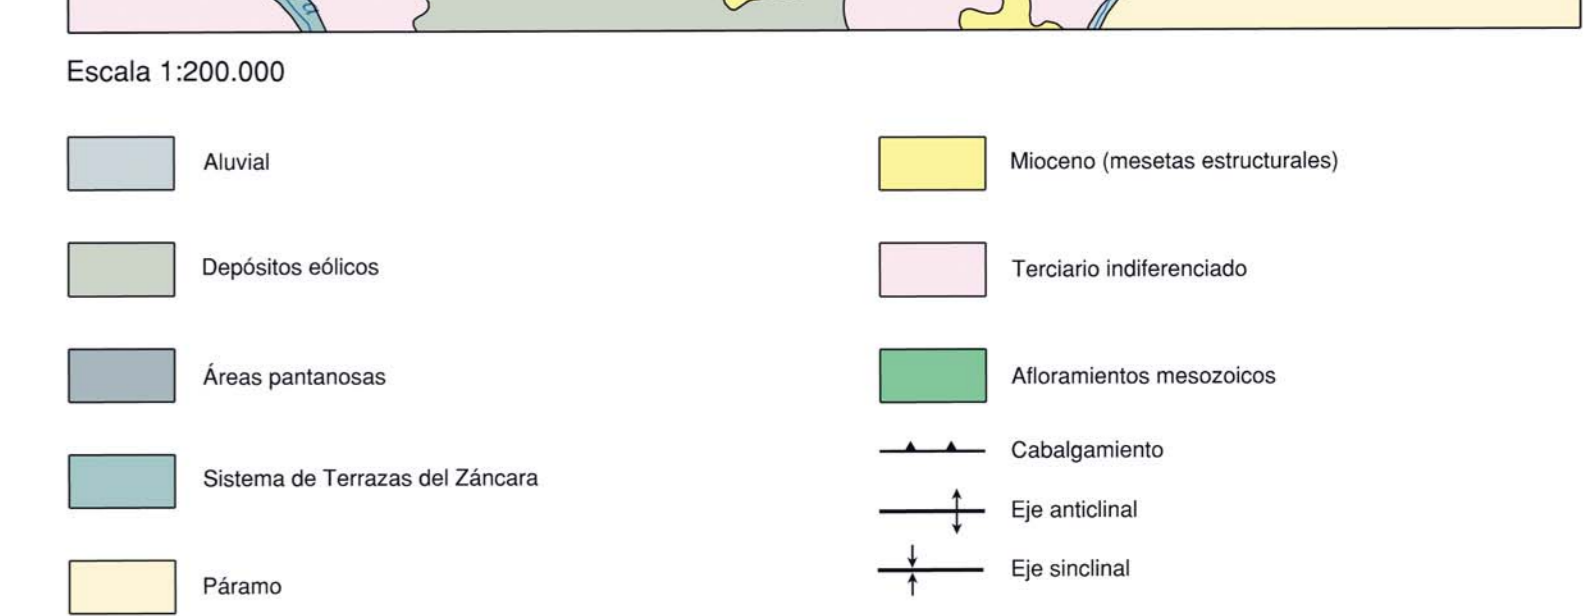 Escala 1:200.000
Aluvial
Depósitos eólicos
Áreas pantanosas
Sistema de Terrazas del Záncara
Páramo
Mioceno (mesetas estructurales)
Terciario indiferenciado
Afloramientos mesozoicos
Cabalgamiento
Eje anticlinal
Eje sinclinal